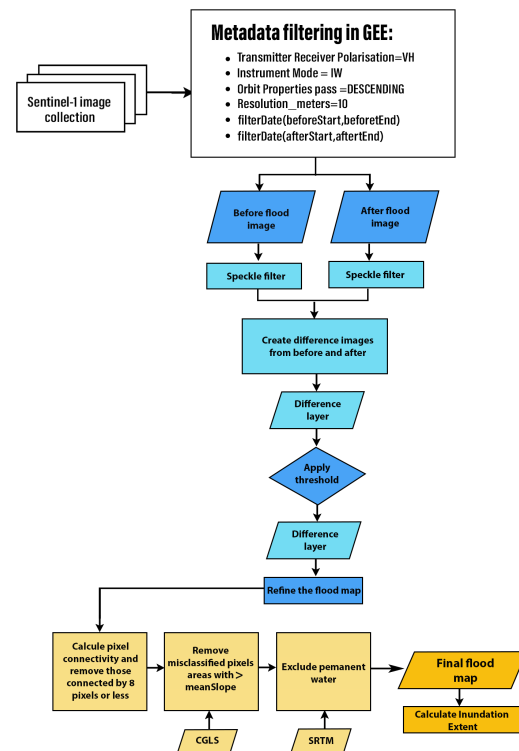 Metadata filtering in GEE:
• Transmitter Receiver Polarisation=VH
• Instrument Mode = IW
• Orbit Properties pass =DESCENDING
• Resolution_meters=10
• filterDate(beforeStart,beforetEnd)
• filterDate(afterStart,aftertEnd)
Sentinel-1 image
collection
Before flood
image
After flood
image
Speckle filter
Speckle filter
Create difference images
from before and after
Difference
layer
Apply
threshold
Difference
layer
Refine the flood map
Calcule pixel
connectivity and
remove those
connected by 8
pixels or less
Remove
misclassified pixels
areas with >
meanSlope
Exclude pemanent
water
Final flood
map
Calculate Inundation
Extent
CGLS
SRTM